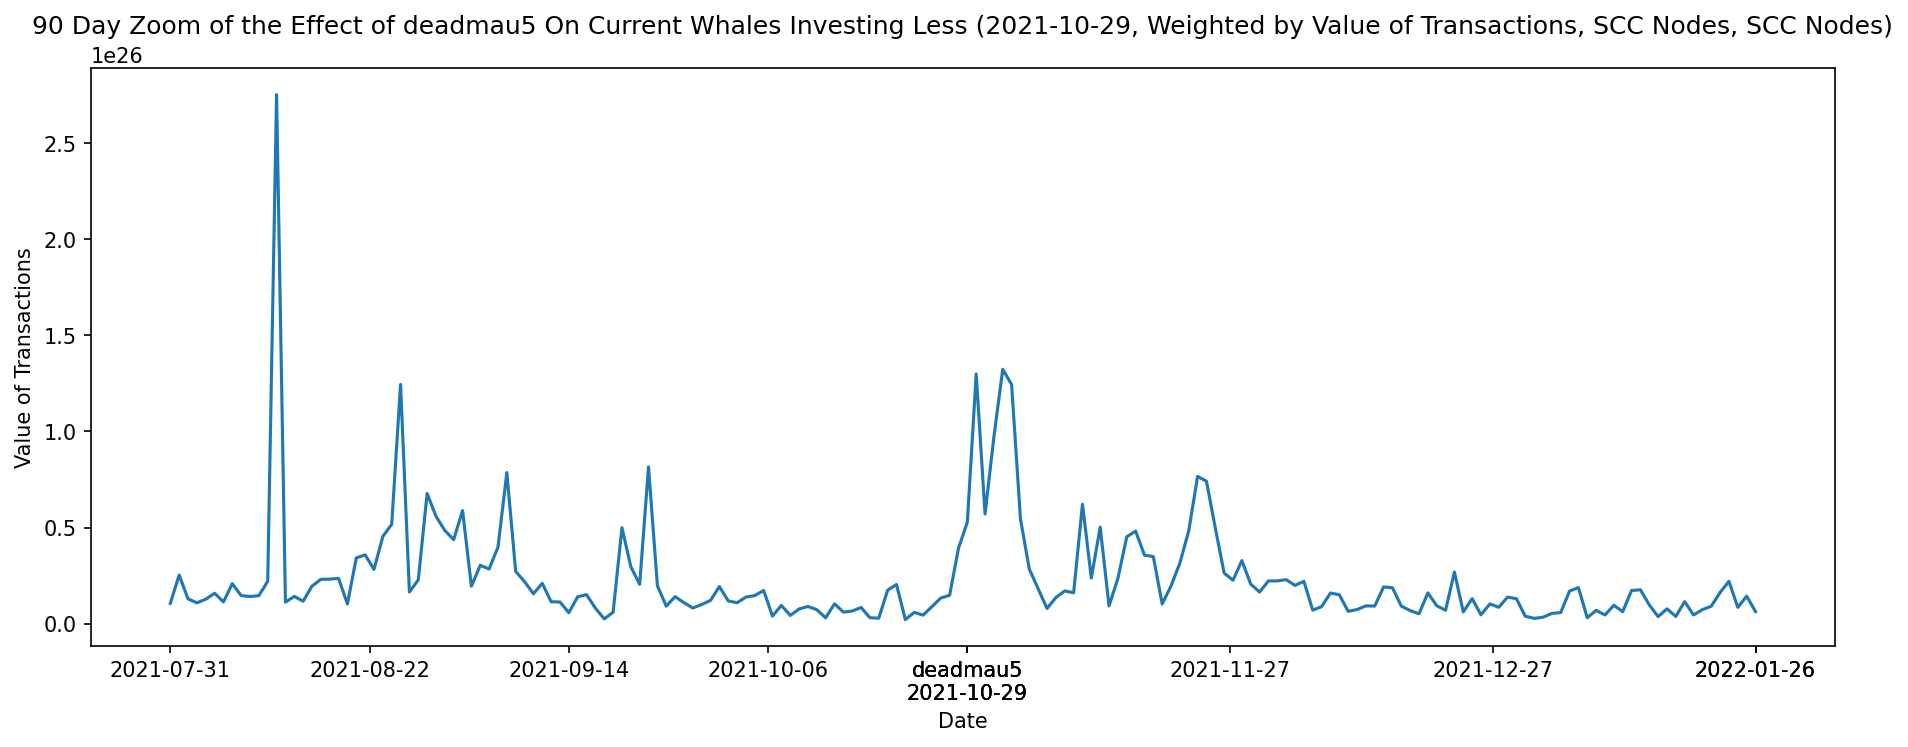 90 Day Zoom of the Effect of deadmau5 On Current Whales Investing Less (2021-10-29, Weighted by Value of Transactions, SCC Nodes, SCC Nodes)
1e26
2.5
2.0
1.5
1.0
0.5
0.0
Value of Transactions
2021-07-31
2021-08-22
2021-09-14
2021-10-06
deadmau5
2021-10-29
2021-11-27
2021-12-27
2022-01-26
Date